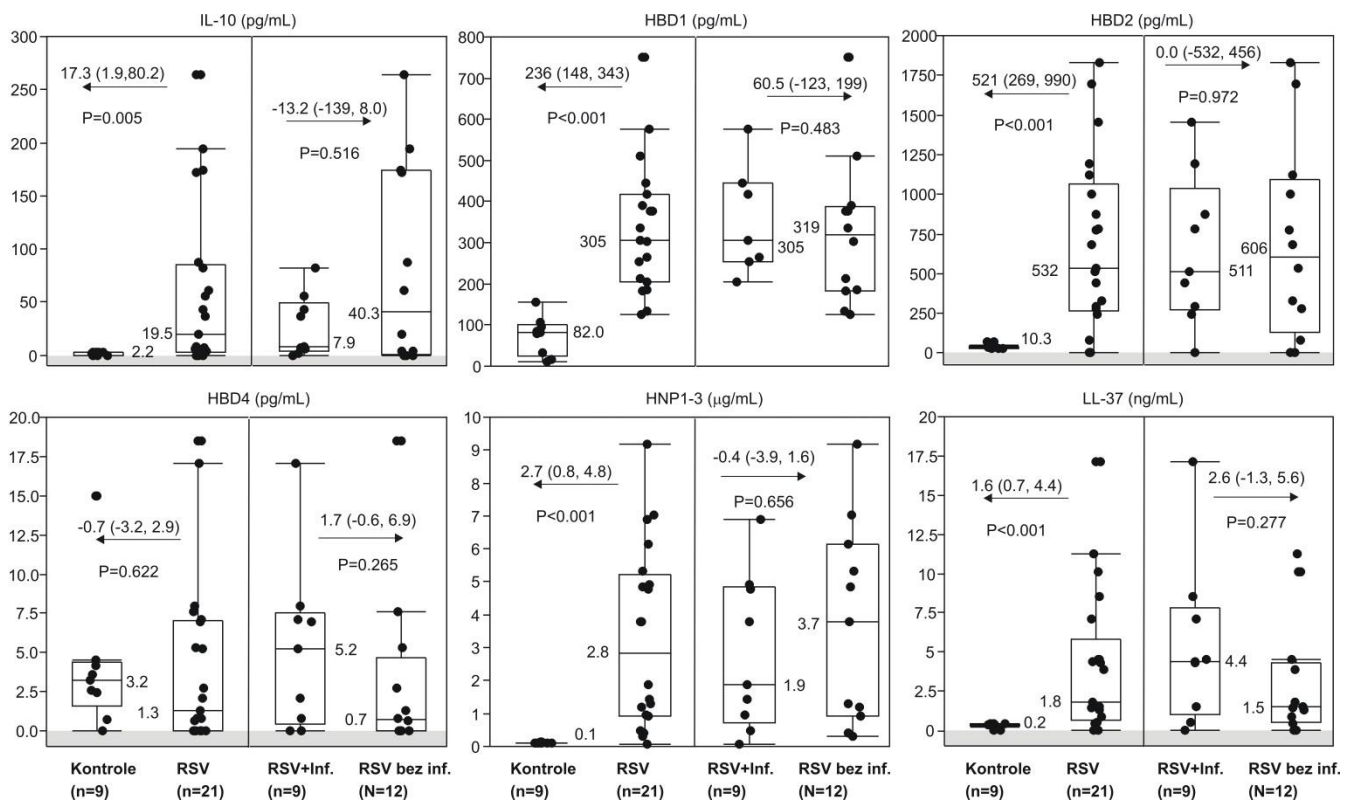 IL-10 (pg/mL)
300
250
200
150
100
50
0
17.3 (1.9,80.2)
P=0.005
-13.2 (-139, 8.0)
P=0.516
2.2
19.5
7.9
40.3
HBD1 (pg/mL)
800
700
600
500
400
300
200
100
0
236 (148, 343)
P<0.001
60.5 (-123, 199)
P=0.483
82.0
305
305
319
HBD2 (pg/mL)
2000
1750
1500
1250
1000
750
500
250
0
521 (269, 990)
P<0.001
0.0 (-532, 456)
P=0.972
10.3
532
511
606
HBD4 (pg/mL)
20.0
17.5
15.0
12.5
10.0
7.5
5.0
2.5
0.0
-0.7 (-3.2, 2.9)
P=0.622
1.7 (-0.6, 6.9)
P=0.265
3.2
1.3
5.2
0.7
HNP1-3 (μg/mL)
10
9
8
7
6
5
4
3
2
1
0
2.7 (0.8, 4.8)
P<0.001
-0.4 (-3.9, 1.6)
P=0.656
0.1
2.8
1.9
3.7
LL-37 (ng/mL)
20
17.5
15
12.5
10
7.5
5
2.5
0.0
1.6 (0.7, 4.4)
P<0.001
2.6 (-1.3, 5.6)
P=0.277
0.2
1.8
4.4
1.5
Kontrole RSV RSV+Inf. RSV bez inf.
(n=9) (n=21) (n=9) (N=12)
Kontrole RSV RSV+Inf. RSV bez inf.
(n=9) (n=21) (n=9) (N=12)
Kontrole RSV RSV+Inf. RSV bez inf.
(n=9) (n=21) (n=9) (N=12)